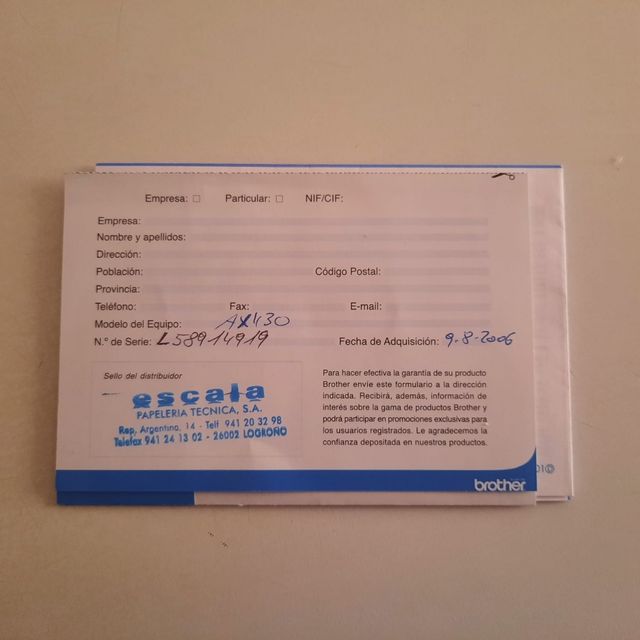 Empresa: Particular: NIF/CIF:
Empresa:
Nombre y apellidos:
Dirección:
Población: Código Postal:
Provincia:
Teléfono: Fax: E-mail:
Modelo del Equipo: AX430
N.º de Serie: L58914919 Fecha de Adquisición: 9-8-2006
Sello del distribuidor
escala
PAPELERIA TECNICA, S.A.
Rep. Argentina, 14 - Telf 941 20 32 98
Telefax 941 24 13 02 - 26002 LOGROÑO
Para hacer efectiva la garantía de su producto
Brother envíe este formulario a la dirección
indicada. Recibirá, además, información de
interés sobre la gama de productos Brother y
podrá participar en promociones exclusivas para
los usuarios registrados. Le agradecemos la
confianza depositada en nuestros productos.
brother